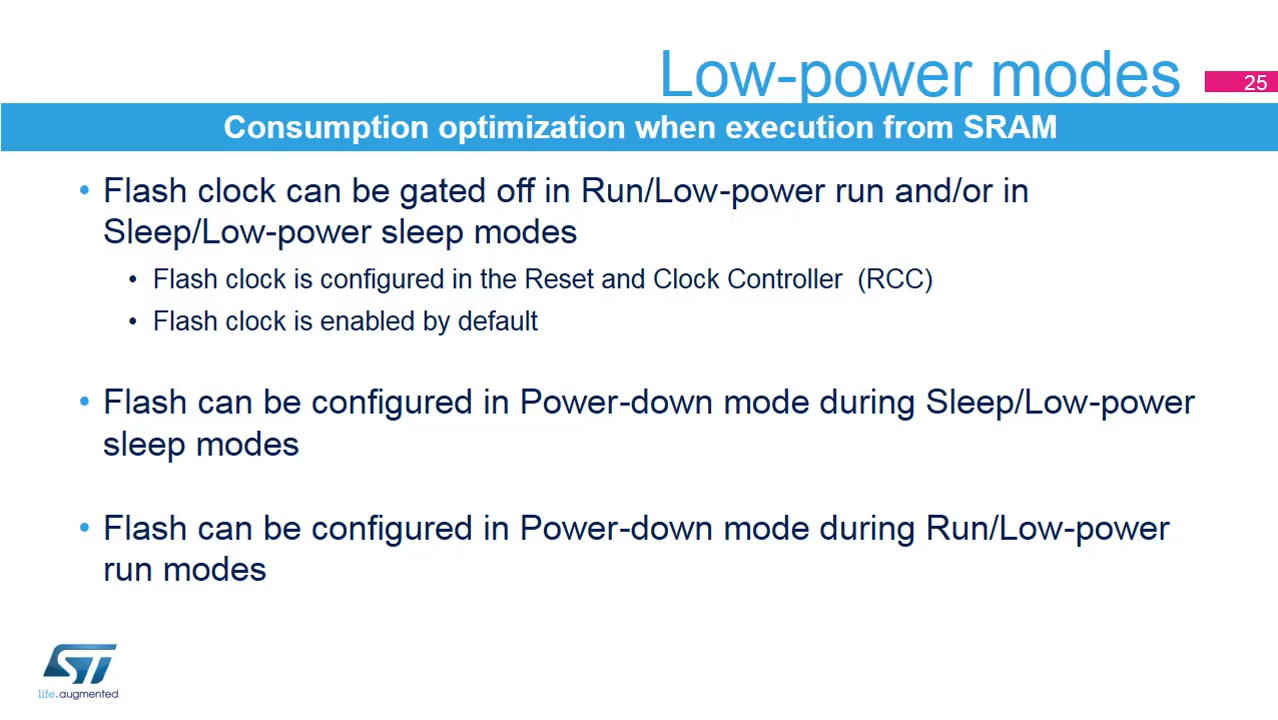 Low-power modes
25
Consumption optimization when execution from SRAM
• Flash clock can be gated off in Run/Low-power run and/or in
Sleep/Low-power sleep modes
• Flash clock is configured in the Reset and Clock Controller (RCC)
• Flash clock is enabled by default
• Flash can be configured in Power-down mode during Sleep/Low-power
sleep modes
• Flash can be configured in Power-down mode during Run/Low-power
run modes
ST
life.augmented